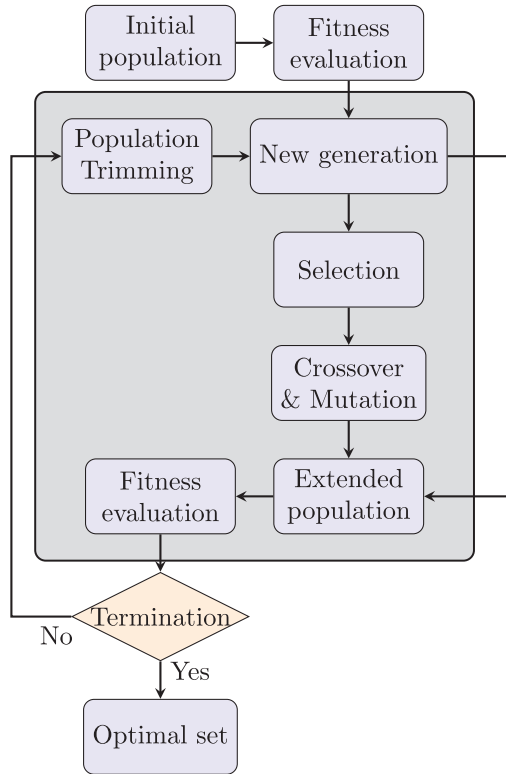 Initial
population
Fitness
evaluation
Population
Trimming
New generation
Selection
Crossover
& Mutation
Fitness
evaluation
Extended
population
Termination
No
Yes
Optimal set